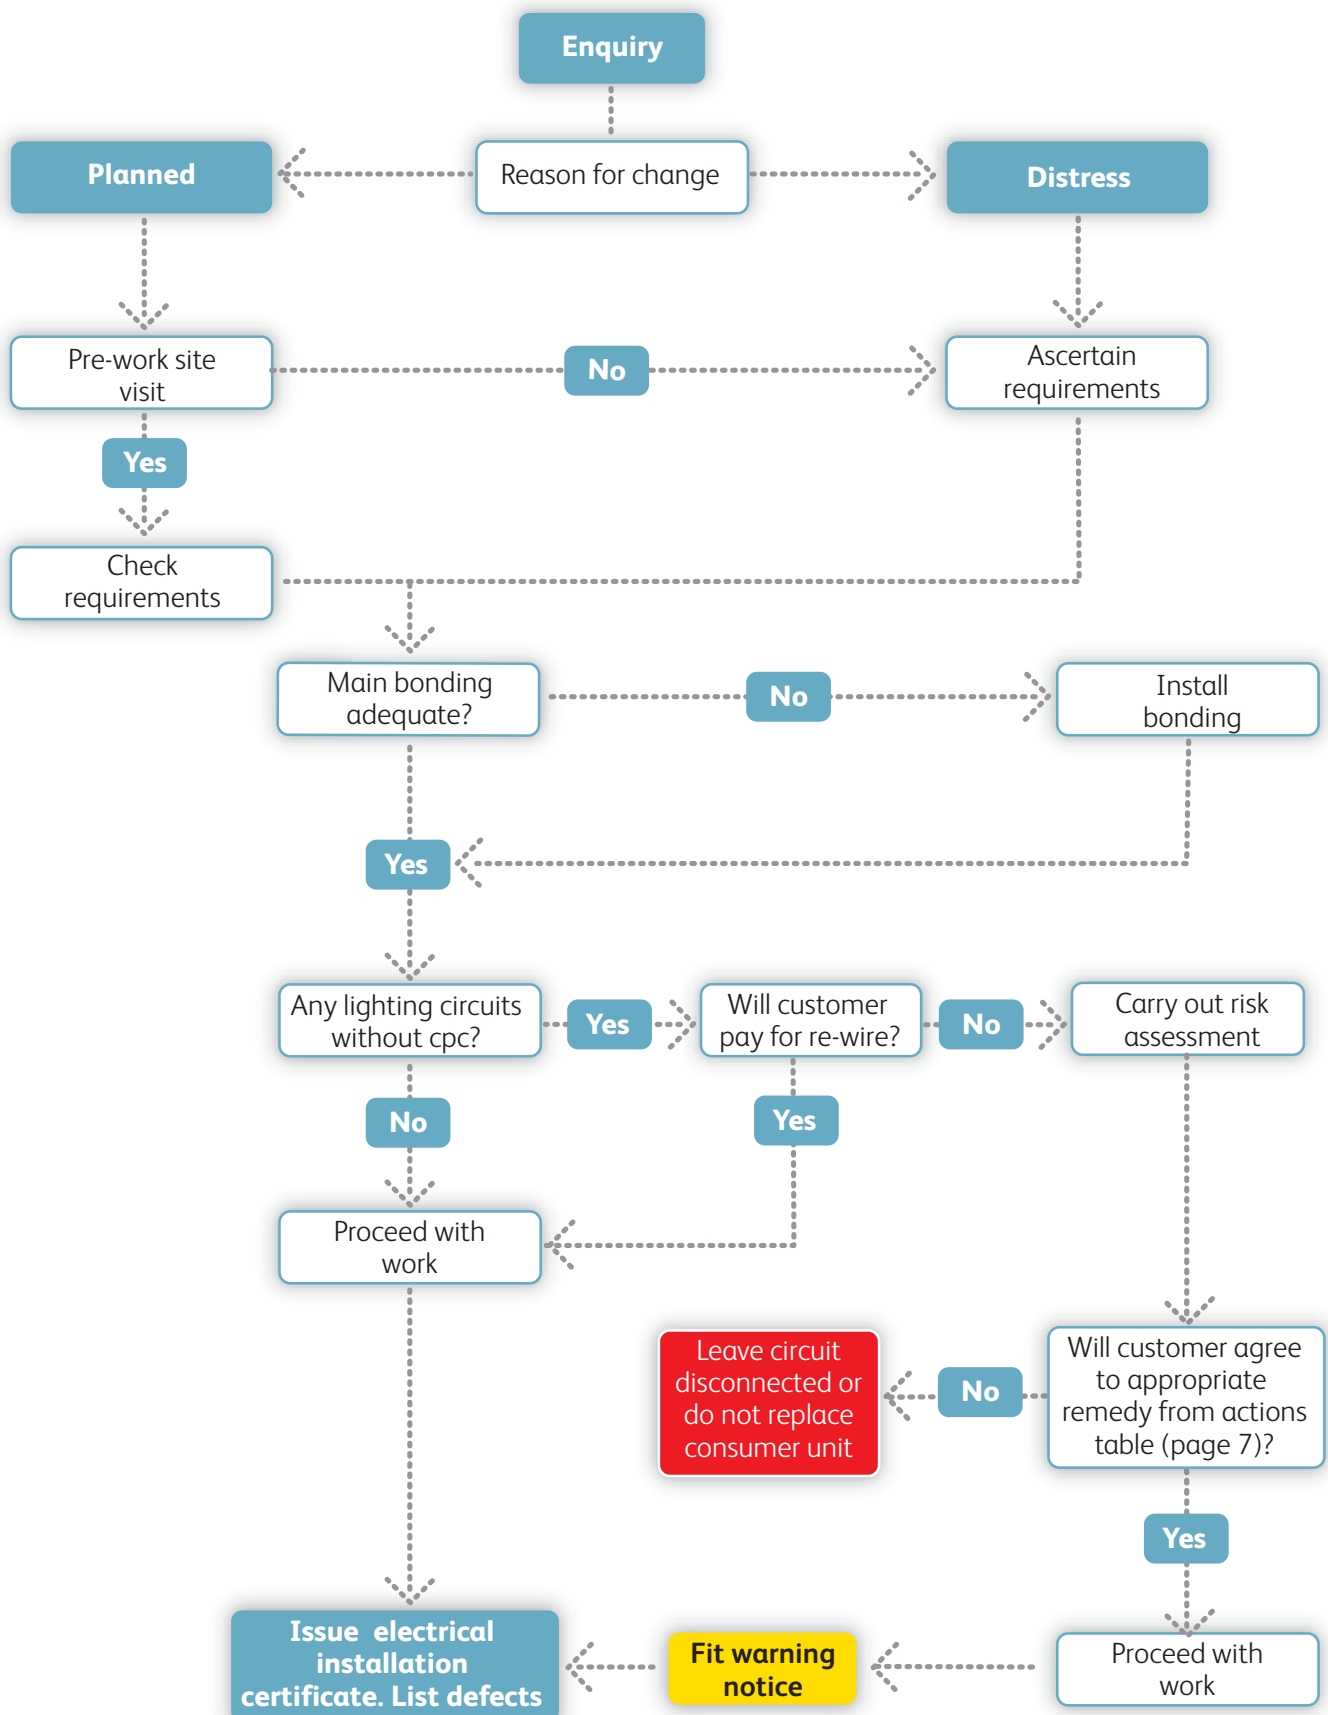 Enquiry
Planned
Reason for change
Distress
Pre-work site
visit
No
Ascertain
requirements
Yes
Check
requirements
Main bonding
adequate?
No
Install
bonding
Yes
Any lighting circuits
without cpc?
Yes
Will customer
pay for re-wire?
No
Carry out risk
assessment
No
Yes
Proceed with
work
Leave circuit
disconnected or
do not replace
consumer unit
No
Will customer agree
to appropriate
remedy from actions
table (page 7)?
Yes
Issue electrical
installation
certificate. List defects
Fit warning
notice
Proceed with
work